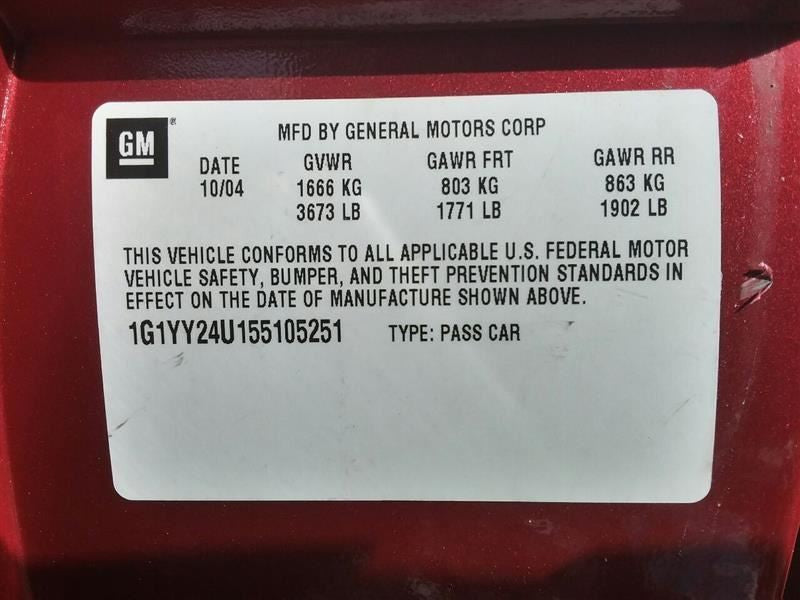 GM®
MFD BY GENERAL MOTORS CORP
DATE GVWR GAWR FRT GAWR RR
10/04 1666 KG 803 KG 863 KG
3673 LB 1771 LB 1902 LB
THIS VEHICLE CONFORMS TO ALL APPLICABLE U.S. FEDERAL MOTOR
VEHICLE SAFETY, BUMPER, AND THEFT PREVENTION STANDARDS IN
EFFECT ON THE DATE OF MANUFACTURE SHOWN ABOVE.
1G1YY24U155105251 TYPE: PASS CAR